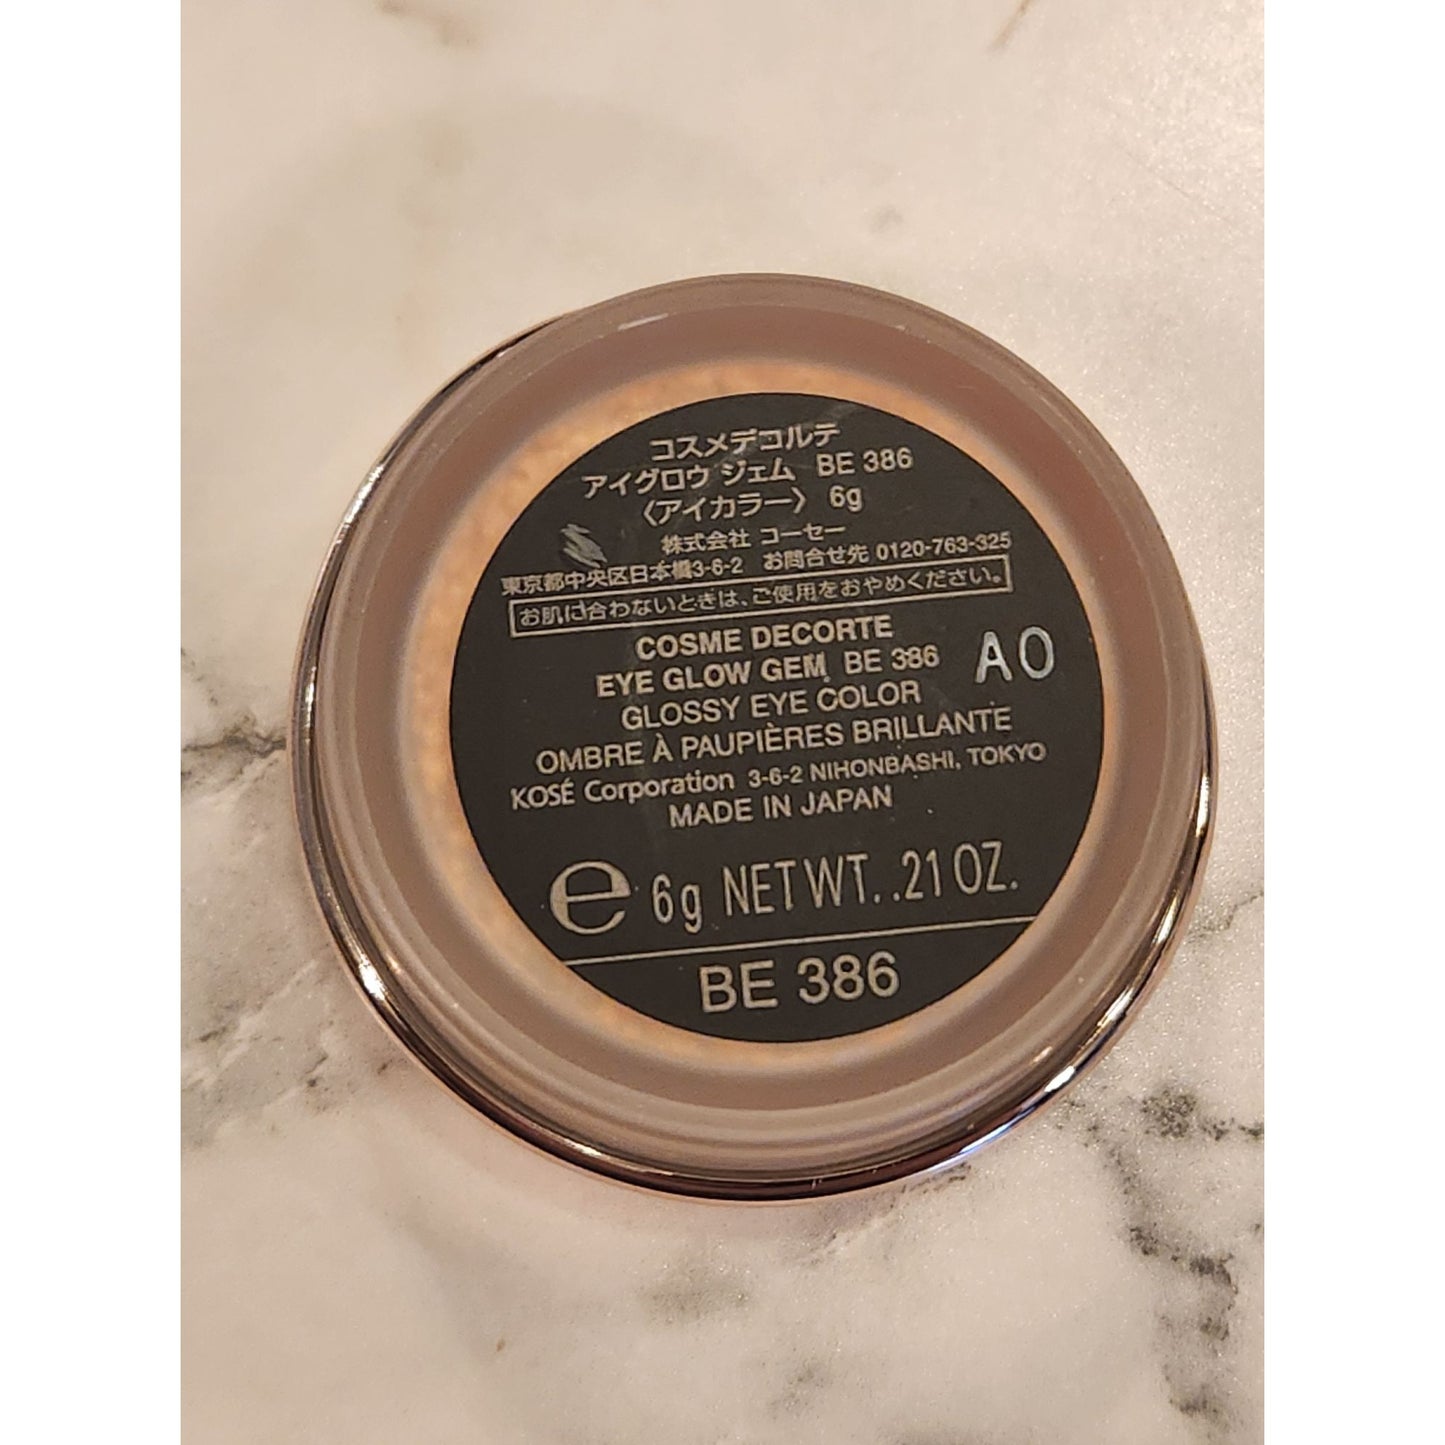 コスメデコルテ
アイグロウ ジェム BE 386
〈アイカラー〉 6g
株式会社 コーセー
東京都中央区日本橋3-6-2 お問合せ先 0120-763-325
お肌に合わないときは、ご使用をおやめください。
COSME DECORTE
EYE GLOW GEM BE 386
GLOSSY EYE COLOR
AO
OMBRE À PAUPIÈRES BRILLANTE
KOSÉ Corporation 3-6-2 NIHONBASHI, TOKYO
MADE IN JAPAN
e 6g NET WT. .21 OZ.
BE 386